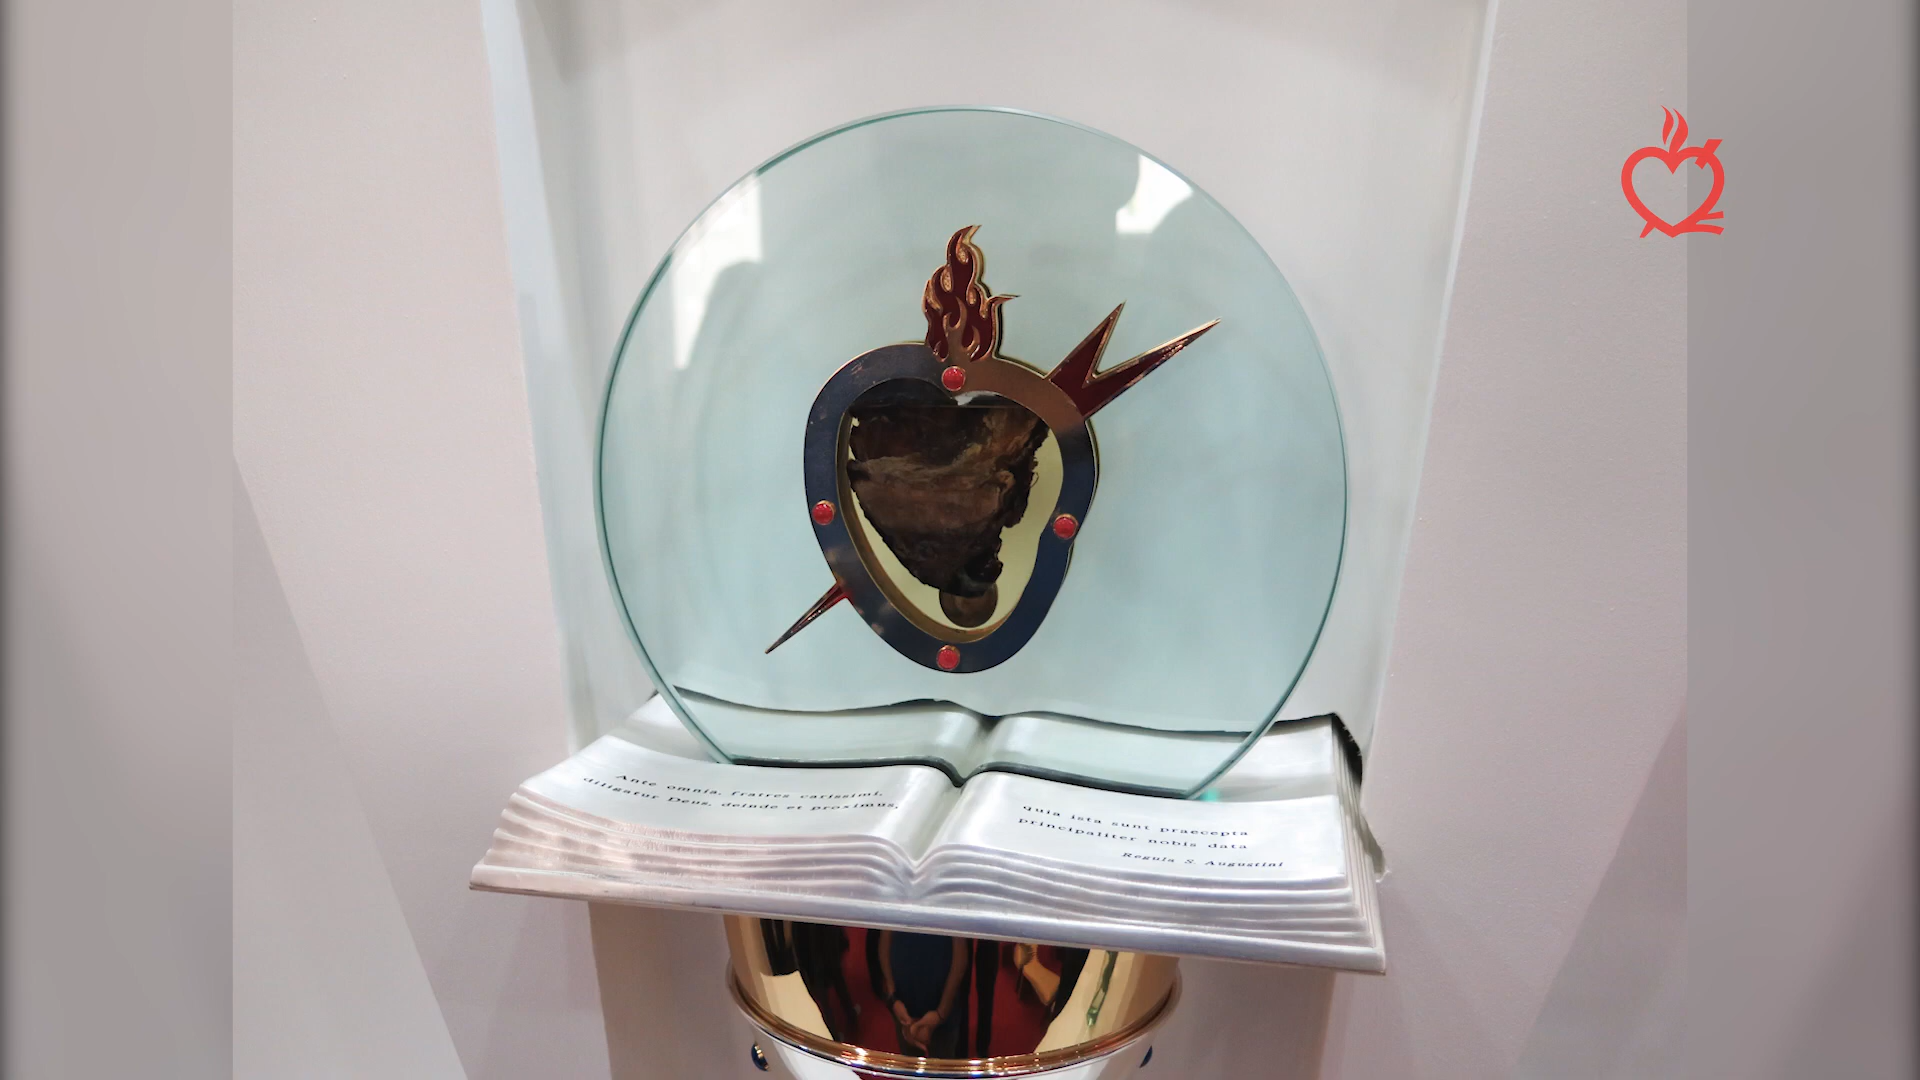 Ante omnia, fratres carissimi,
diligatur Deus, deinde et proximus,
quia ista sunt praecepta
principaliter nobis data
Regula S. Augustini